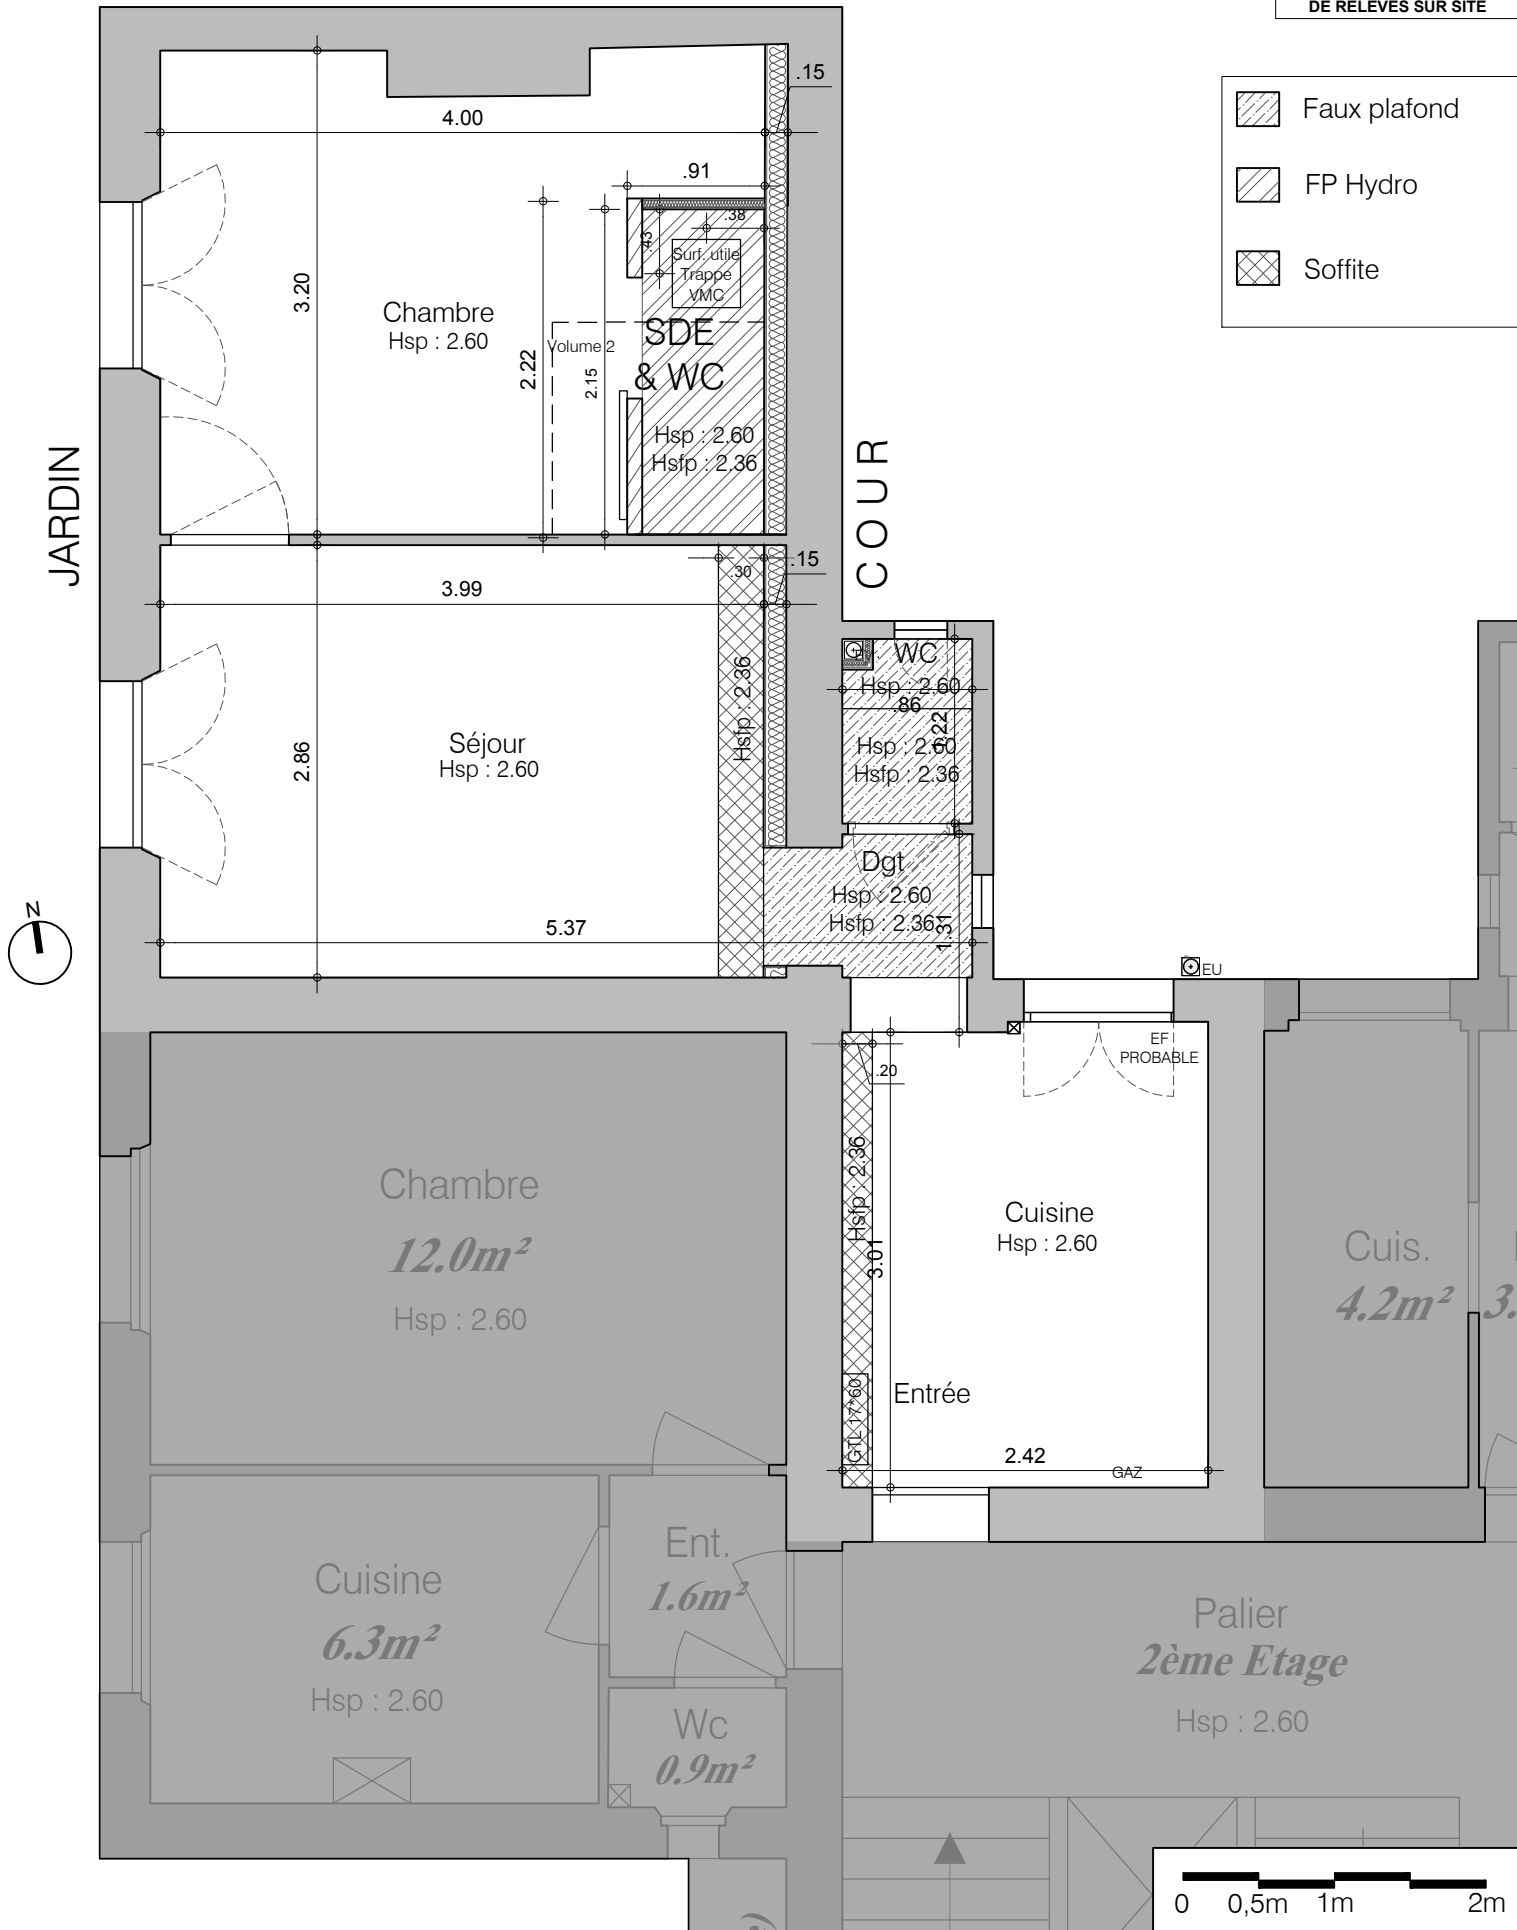 DE RELEVES SUR SITE
Faux plafond
FP Hydro
Soffite
.15
4.00
.91
.38
.43
Surf. utile
Trappe
VMC
3.20
Chambre
Hsp : 2.60
Volume 2
SDE
& WC
2.22
2.15
Hsp : 2.60
Hsfp : 2.36
JARDIN
COUR
.15
.30
3.99
Hsfp : 2.36
WC
Hsp : 2.60
.86
1.22
Hsp : 2.60
Hsfp : 2.36
2.86
Séjour
Hsp : 2.60
Dgt
Hsp : 2.60
Hsfp : 2.36
1.31
5.37
N
EU
EF
PROBABLE
.20
Hsfp : 2.36
3.01
Cuisine
Hsp : 2.60
Entrée
GTL 17*60
2.42
GAZ
Chambre
12.0m²
Hsp : 2.60
Cuis.
4.2m²
3.
Cuisine
6.3m²
Hsp : 2.60
Ent.
1.6m²
Wc
0.9m²
Palier
2ème Etage
Hsp : 2.60
0 0,5m 1m 2m